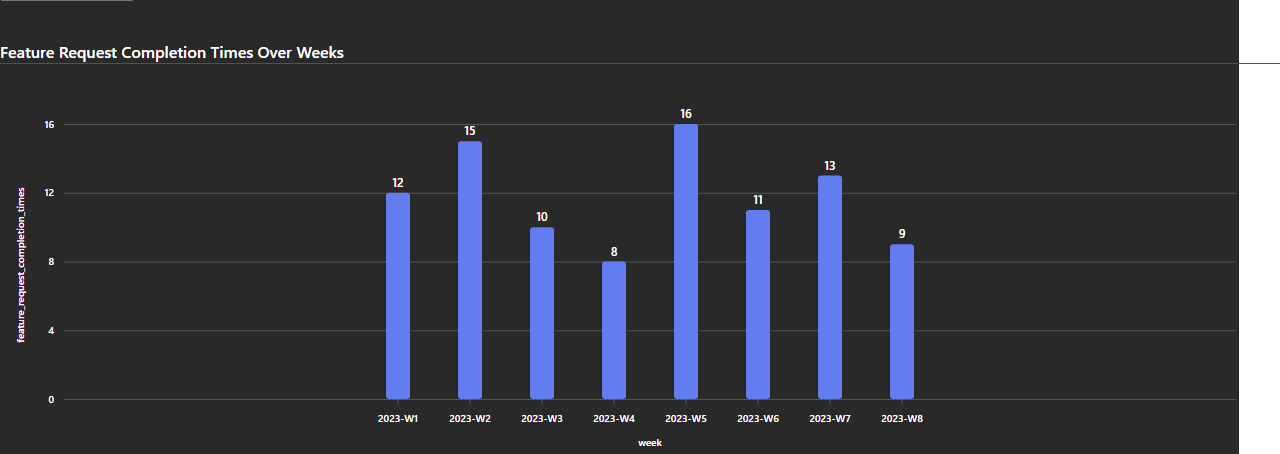 Feature Request Completion Times Over Weeks
feature_request_completion_times
16
12
8
4
0
12
15
10
8
16
11
13
9
2023-W1
2023-W2
2023-W3
2023-W4
2023-W5
2023-W6
2023-W7
2023-W8
week